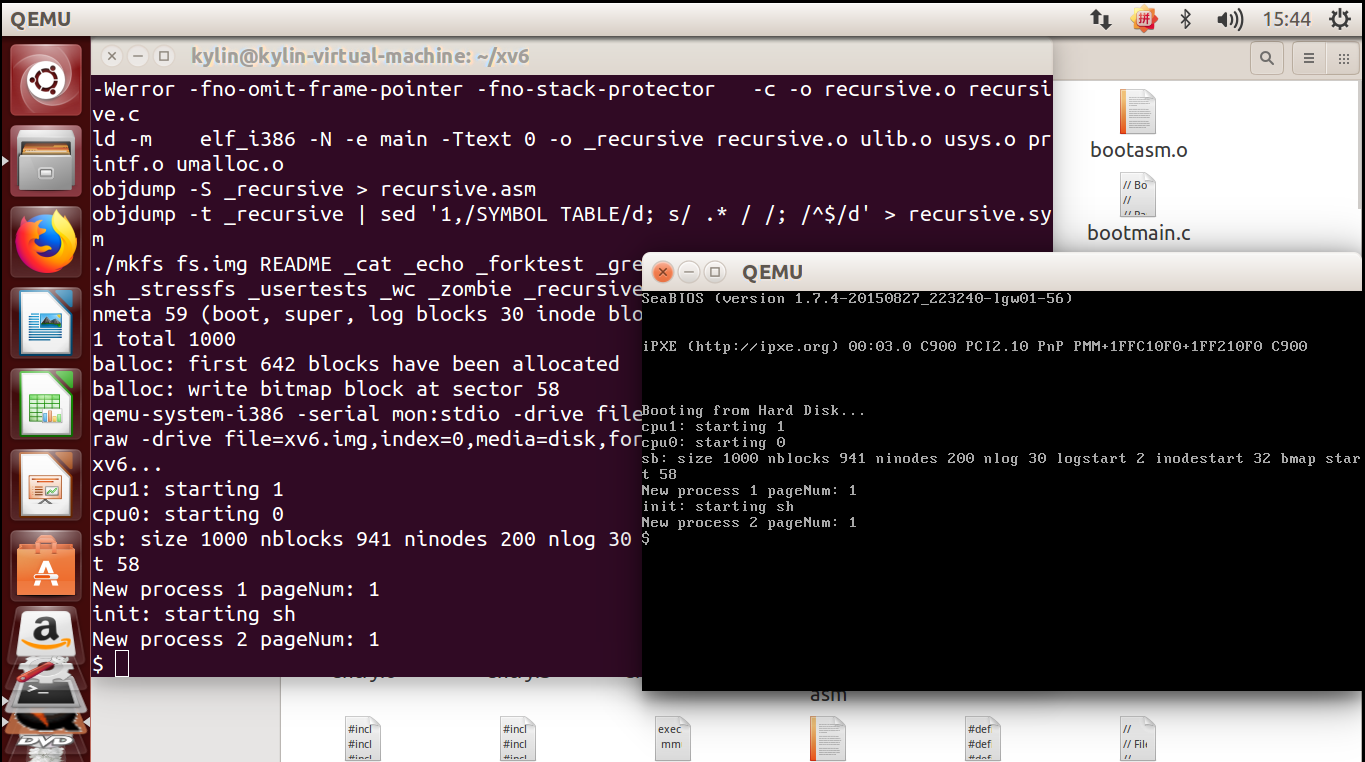 QEMU
拼
15:44
kylin@kylin-virtual-machine: ~/xv6
-Werror -fno-omit-frame-pointer -fno-stack-protector   -c -o recursive.o recursi
ve.c
ld -m    elf_i386 -N -e main -Ttext 0 -o _recursive recursive.o ulib.o usys.o pr
intf.o umalloc.o
objdump -S _recursive > recursive.asm
objdump -t _recursive | sed '1,/SYMBOL TABLE/d; s/ .* / /; /^$/d' > recursive.sy
m
./mkfs fs.img README _cat _echo _forktest _gre
sh _stressfs _usertests _wc _zombie _recursive
nmeta 59 (boot, super, log blocks 30 inode blo
1 total 1000
balloc: first 642 blocks have been allocated
balloc: write bitmap block at sector 58
qemu-system-i386 -serial mon:stdio -drive file
raw -drive file=xv6.img,index=0,media=disk,for
xv6...
cpu1: starting 1
cpu0: starting 0
sb: size 1000 nblocks 941 ninodes 200 nlog 30
t 58
New process 1 pageNum: 1
init: starting sh
New process 2 pageNum: 1
$
bootasm.o
// Bo
//
bootmain.c
QEMU
SeaBIOS (version 1.7.4-20150827_223240-lgw01-56)
iPXE (http://ipxe.org) 00:03.0 C900 PCI2.10 PnP PMM+1FFC10F0+1FF210F0 C900
Booting from Hard Disk...
cpu1: starting 1
cpu0: starting 0
sb: size 1000 nblocks 941 ninodes 200 nlog 30 logstart 2 inodestart 32 bmap star
t 58
New process 1 pageNum: 1
init: starting sh
New process 2 pageNum: 1
$
asm
#incl
#incl
#incl
#incl
exec
mm
#def
#def
//
// File
DVD